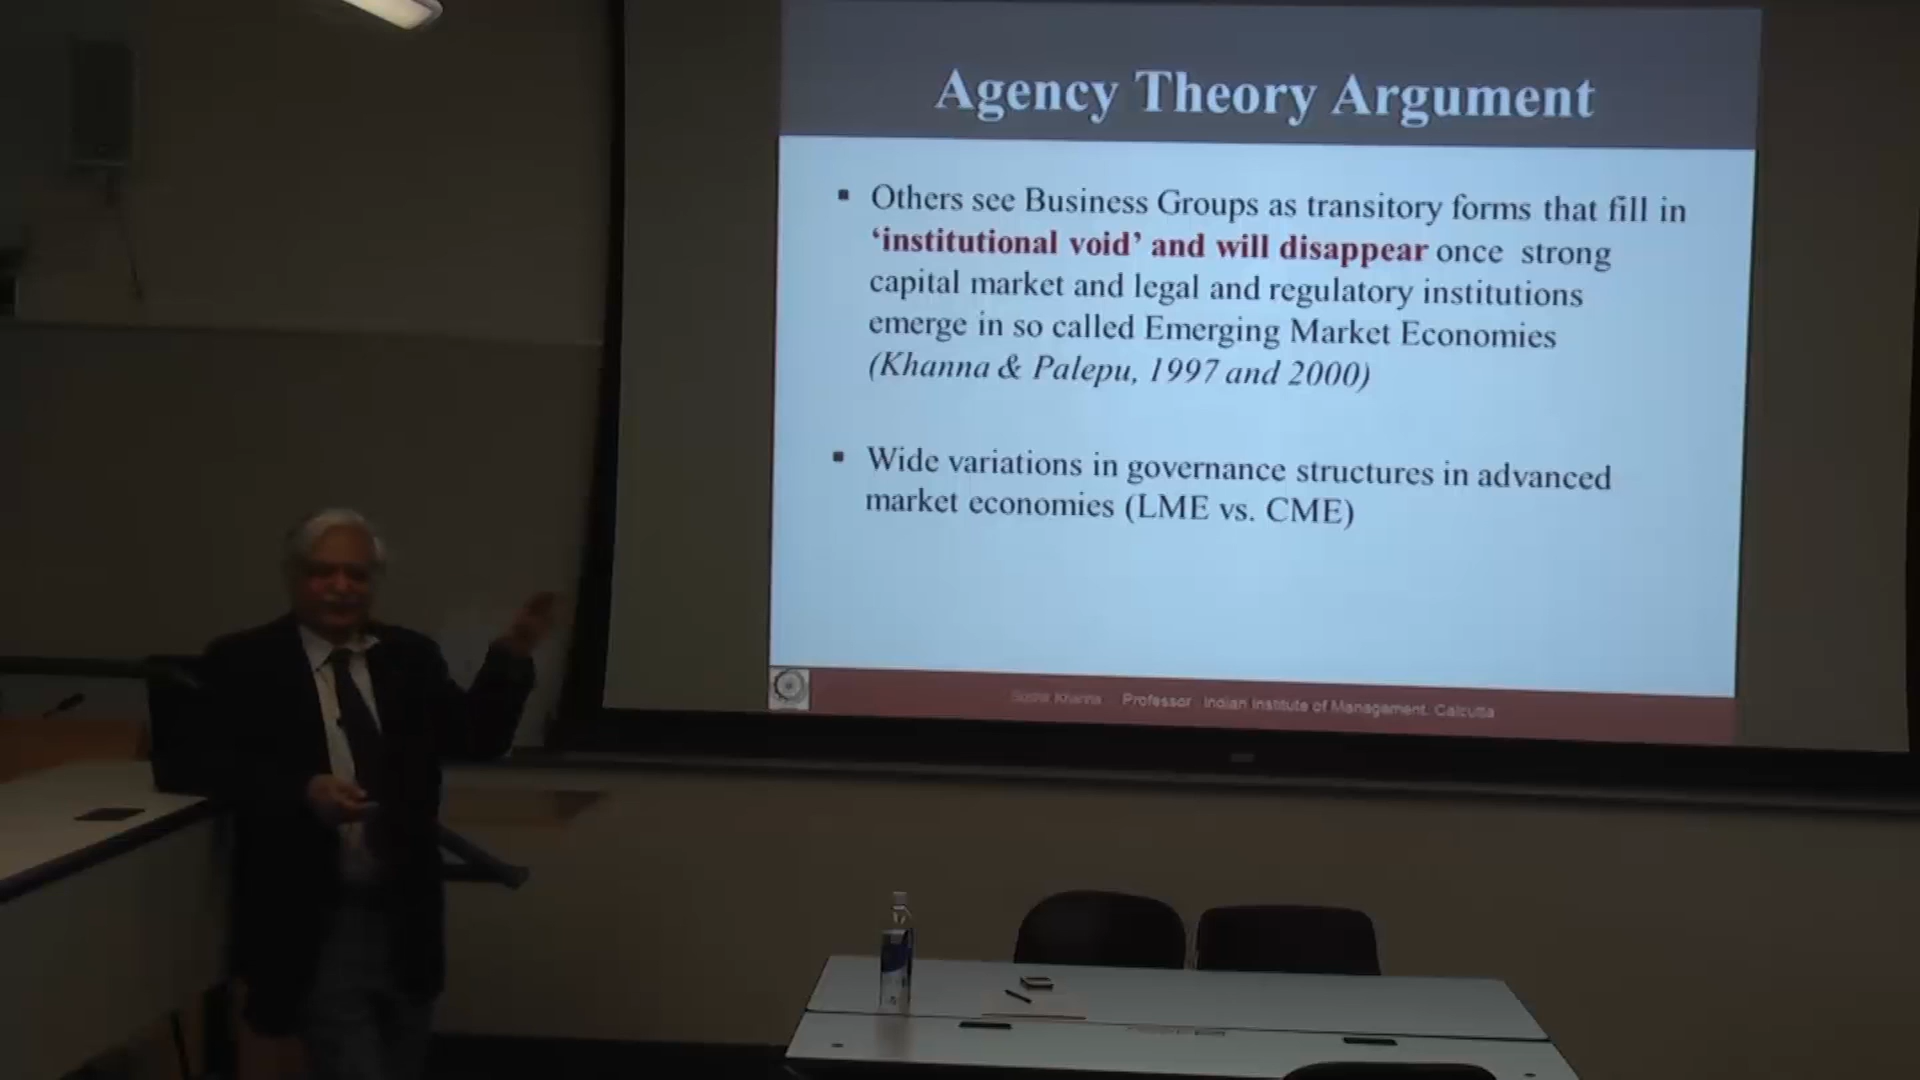 Agency Theory Argument
▪ Others see Business Groups as transitory forms that fill in
‘institutional void’ and will disappear once strong
capital market and legal and regulatory institutions
emerge in so called Emerging Market Economies
(Khanna & Palepu, 1997 and 2000)
▪ Wide variations in governance structures in advanced
market economies (LME vs. CME)
Khanna Professor Indian Institute of Management, Calcutta